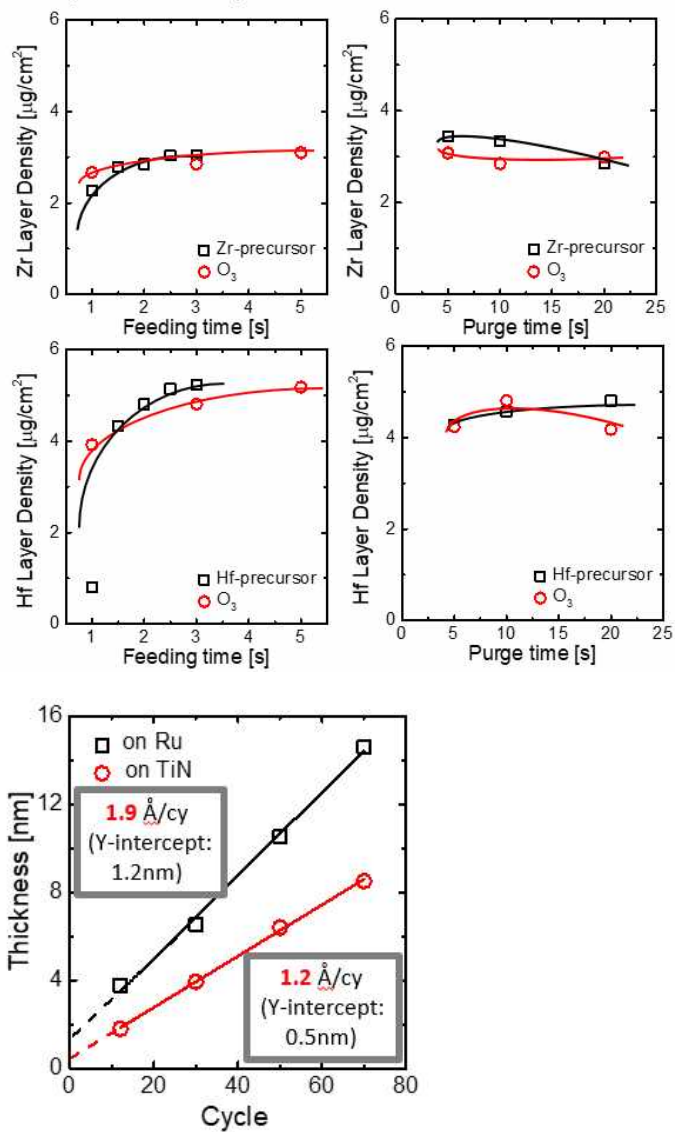 Zr Layer Density [μg/cm²]
6
4
2
0
Zr-precursor
O₃
1 2 3 4 5
Feeding time [s]
Zr Layer Density [μg/cm²]
6
4
2
0
Zr-precursor
O₃
0 5 10 15 20 25
Purge time [s]
Hf Layer Density [μg/cm²]
6
4
2
0
Hf-precursor
O₃
1 2 3 4 5
Feeding time [s]
Hf Layer Density [μg/cm²]
6
4
2
0
Hf-precursor
O₃
0 5 10 15 20 25
Purge time [s]
Thickness [nm]
16
12
8
4
0
on Ru
on TiN
1.9 Å/cy
(Y-intercept:
1.2nm)
1.2 Å/cy
(Y-intercept:
0.5nm)
0 20 40 60 80
Cycle